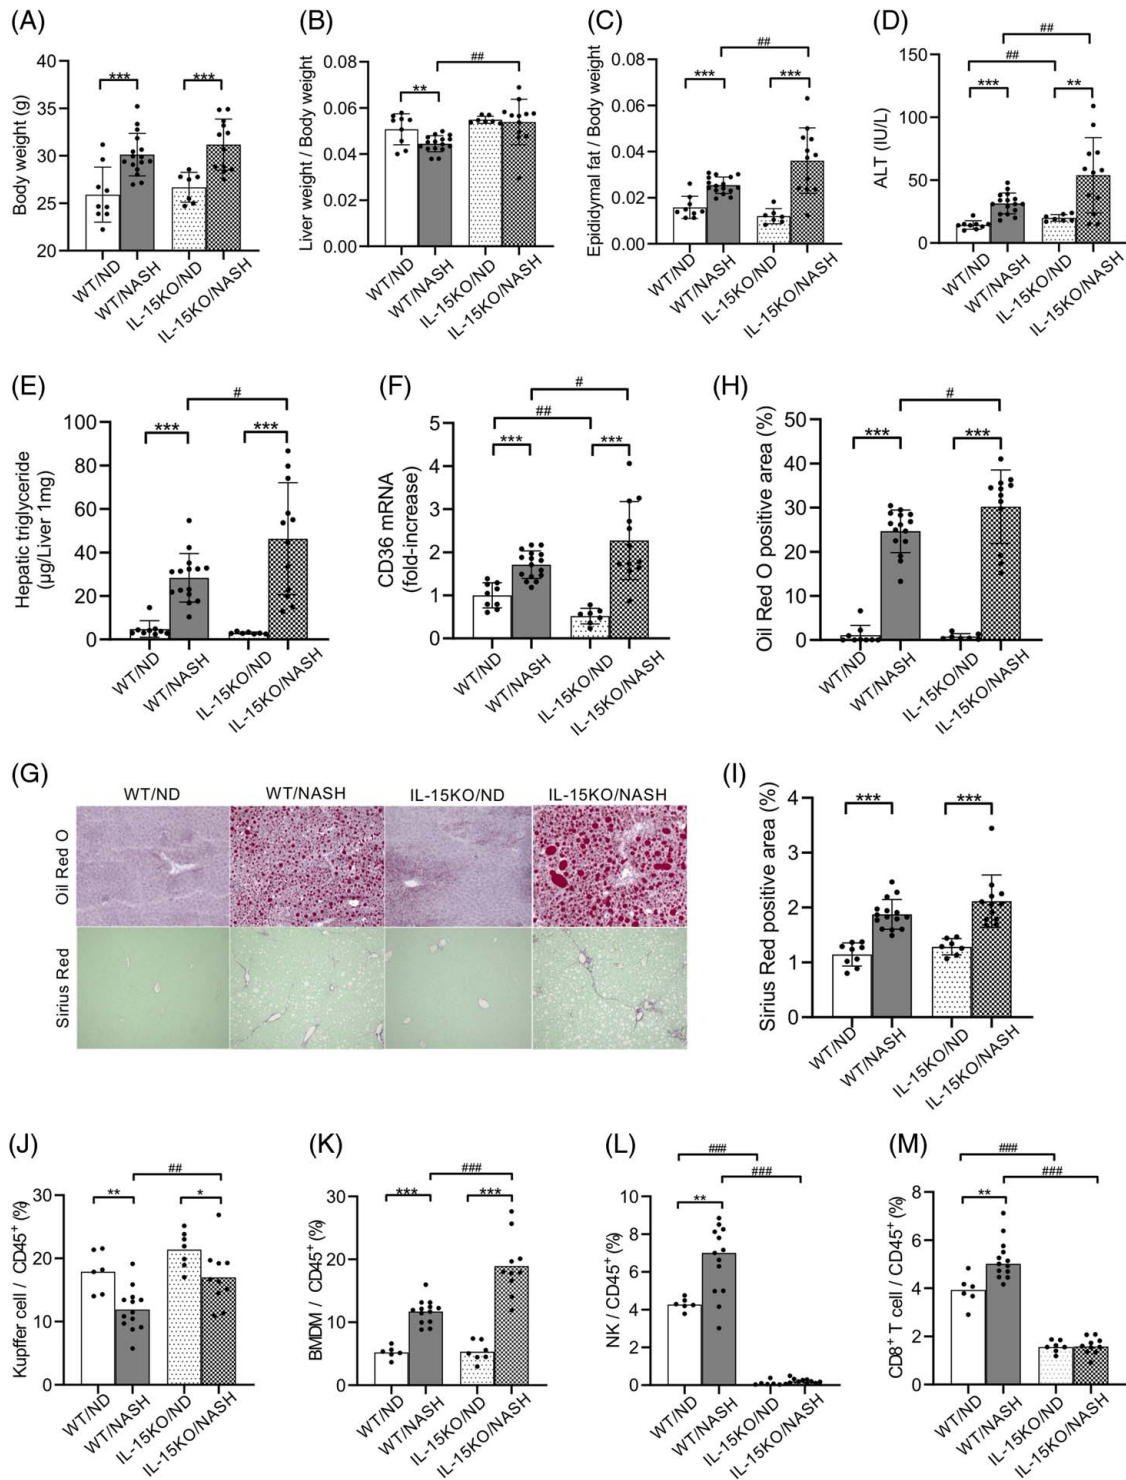 (A)
Body weight (g)
40
35
30
25
20
***
***
WT/ND
WT/NASH
IL-15KO/ND
IL-15KO/NASH
(B)
Liver weight / Body weight
0.08
0.06
0.04
0.02
0.00
**
##
WT/ND
WT/NASH
IL-15KO/ND
IL-15KO/NASH
(C)
Epididymal fat / Body weight
0.08
0.06
0.04
0.02
0.00
***
##
***
WT/ND
WT/NASH
IL-15KO/ND
IL-15KO/NASH
(D)
ALT (IU/L)
150
100
50
0
##
##
***
**
WT/ND
WT/NASH
IL-15KO/ND
IL-15KO/NASH
(E)
Hepatic triglyceride
(µg/Liver 1mg)
100
80
60
40
20
0
#
***
***
WT/ND
WT/NASH
IL-15KO/ND
IL-15KO/NASH
(F)
CD36 mRNA
(fold-increase)
5
4
3
2
1
0
#
##
***
***
WT/ND
WT/NASH
IL-15KO/ND
IL-15KO/NASH
(H)
Oil Red O positive area (%)
50
40
30
20
10
0
#
***
***
WT/ND
WT/NASH
IL-15KO/ND
IL-15KO/NASH
(G)
WT/ND WT/NASH IL-15KO/ND IL-15KO/NASH
Oil Red O
Sirius Red
(I)
Sirius Red positive area (%)
4
3
2
1
0
***
***
WT/ND
WT/NASH
IL-15KO/ND
IL-15KO/NASH
(J)
Kupffer cell / CD45⁺ (%)
30
20
10
0
##
**
*
WT/ND
WT/NASH
IL-15KO/ND
IL-15KO/NASH
(K)
BMDM / CD45⁺ (%)
30
20
10
0
###
***
***
WT/ND
WT/NASH
IL-15KO/ND
IL-15KO/NASH
(L)
NK / CD45⁺ (%)
10
8
6
4
2
0
###
###
**
WT/ND
WT/NASH
IL-15KO/ND
IL-15KO/NASH
(M)
CD8⁺ T cell / CD45⁺ (%)
8
6
4
2
0
###
###
**
WT/ND
WT/NASH
IL-15KO/ND
IL-15KO/NASH